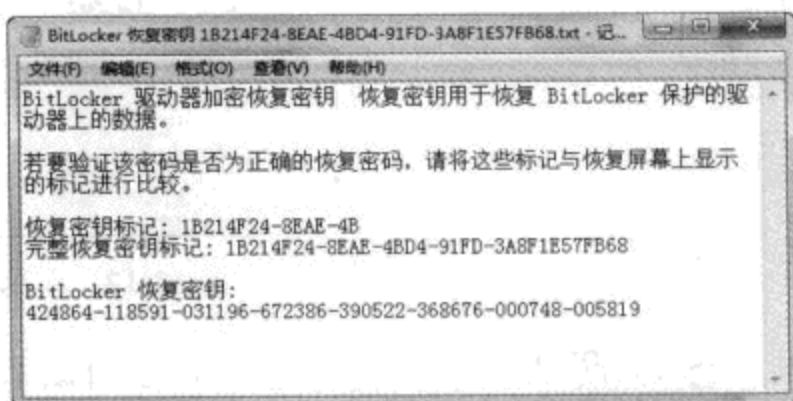 BitLocker 恢复密钥 1B214F24-8EAE-4BD4-91FD-3A8F1E57FB68.txt - 记...
文件(F) 编辑(E) 格式(O) 查看(V) 帮助(H)
BitLocker 驱动器加密恢复密钥 恢复密钥用于恢复 BitLocker 保护的驱
动器上的数据。
若要验证该密码是否为正确的恢复密码，请将这些标记与恢复屏幕上显示
的标记进行比较。
恢复密钥标记: 1B214F24-8EAE-4B
完整恢复密钥标记: 1B214F24-8EAE-4BD4-91FD-3A8F1E57FB68
BitLocker 恢复密钥:
424864-118591-031196-672386-390522-368676-000748-005819